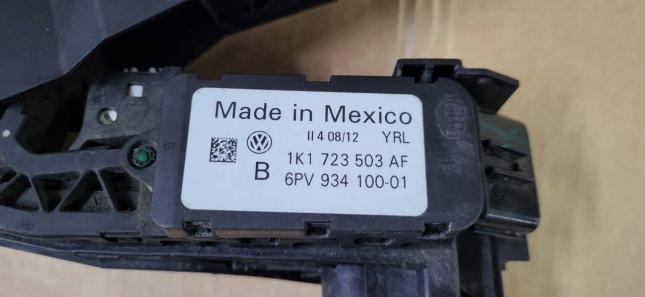 Made in Mexico
II 4 08/12 YRL
1K1 723 503 AF
B 6PV 934 100-01